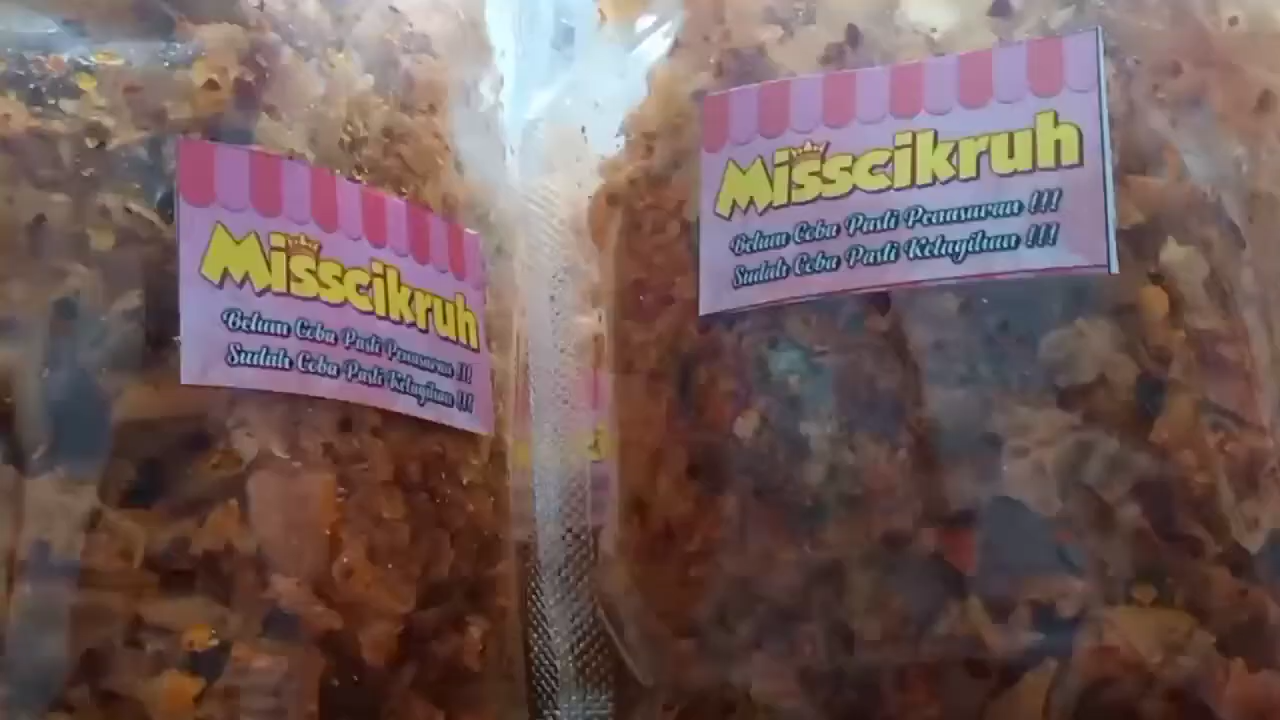 Misscikruh
Belum Coba Pasti Penasaran !!!
Sudah Coba Pasti Ketagihan !!!
Misscikruh
Belum Coba Pasti Penasaran !!!
Sudah Coba Pasti Ketagihan !!!